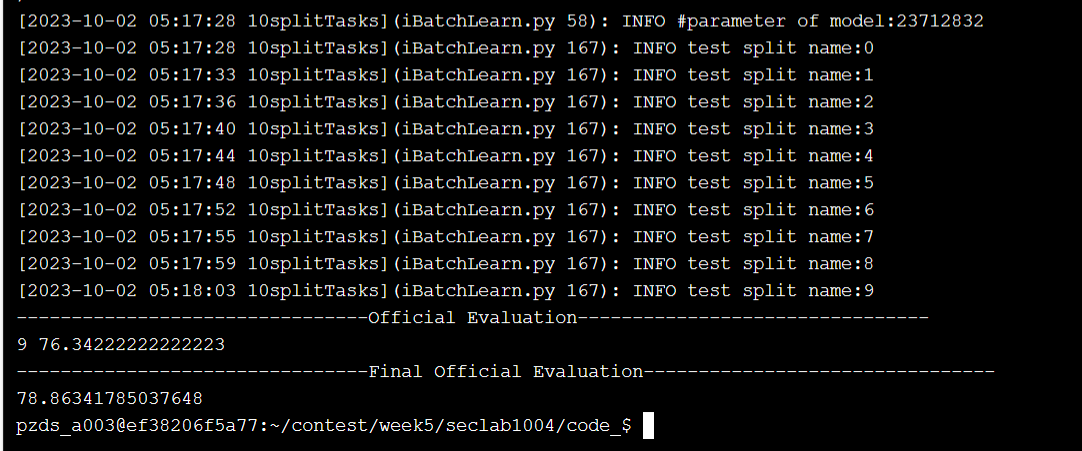 [2023-10-02 05:17:28 10splitTasks](iBatchLearn.py 58): INFO #parameter of model:23712832
[2023-10-02 05:17:28 10splitTasks](iBatchLearn.py 167): INFO test split name:0
[2023-10-02 05:17:33 10splitTasks](iBatchLearn.py 167): INFO test split name:1
[2023-10-02 05:17:36 10splitTasks](iBatchLearn.py 167): INFO test split name:2
[2023-10-02 05:17:40 10splitTasks](iBatchLearn.py 167): INFO test split name:3
[2023-10-02 05:17:44 10splitTasks](iBatchLearn.py 167): INFO test split name:4
[2023-10-02 05:17:48 10splitTasks](iBatchLearn.py 167): INFO test split name:5
[2023-10-02 05:17:52 10splitTasks](iBatchLearn.py 167): INFO test split name:6
[2023-10-02 05:17:55 10splitTasks](iBatchLearn.py 167): INFO test split name:7
[2023-10-02 05:17:59 10splitTasks](iBatchLearn.py 167): INFO test split name:8
[2023-10-02 05:18:03 10splitTasks](iBatchLearn.py 167): INFO test split name:9
--------------------------------Official Evaluation--------------------------------
9 76.34222222222223
--------------------------------Final Official Evaluation--------------------------------
78.86341785037648
pzds_a003@ef38206f5a77:~/contest/week5/seclab1004/code_$